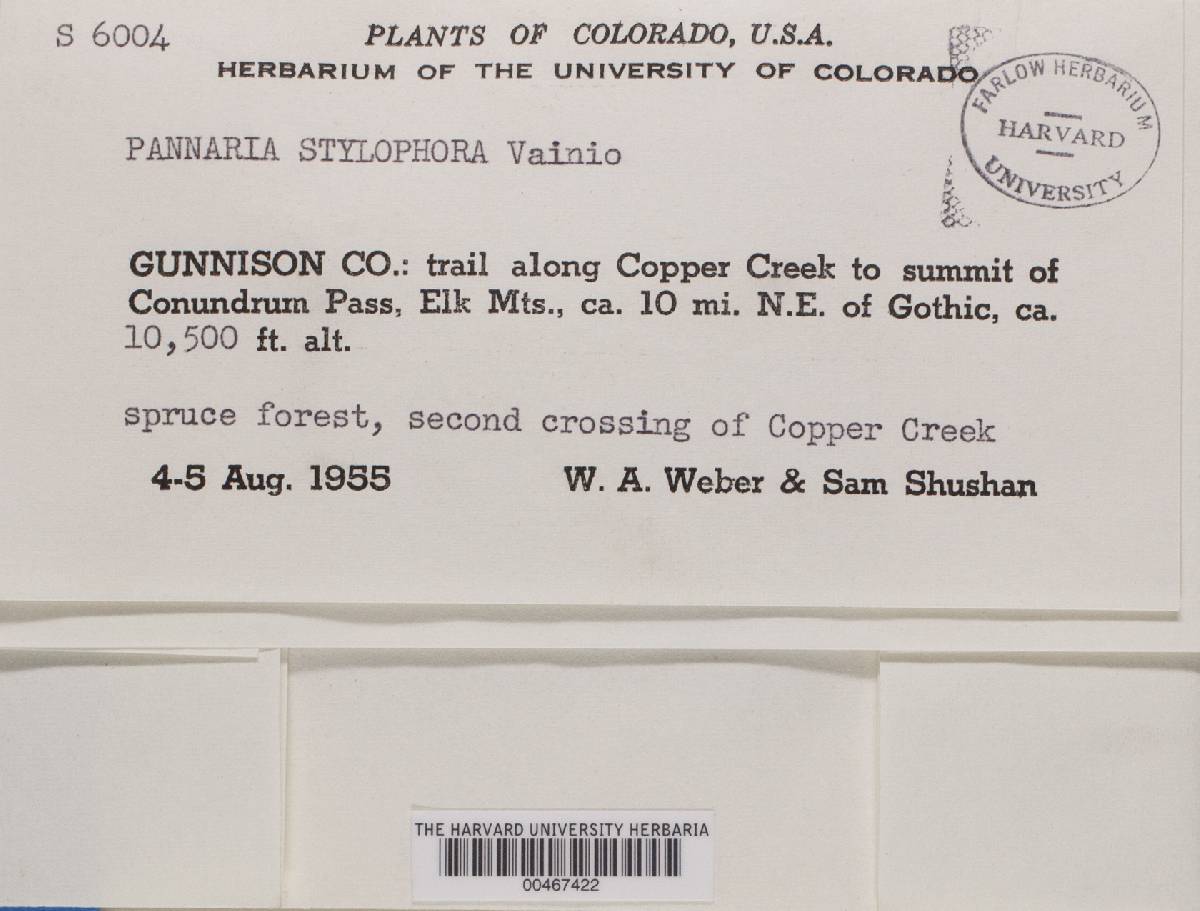 S 6004
PLANTS OF COLORADO, U.S.A.
HERBARIUM OF THE UNIVERSITY OF COLORADO
FARLOW HERBARIUM
HARVARD
UNIVERSITY
PANNARIA STYLOPHORA Vainio
GUNNISON CO.: trail along Copper Creek to summit of
Conundrum Pass, Elk Mts., ca. 10 mi. N.E. of Gothic, ca.
10,500 ft. alt.
spruce forest, second crossing of Copper Creek
4-5 Aug. 1955 W. A. Weber & Sam Shushan
THE HARVARD UNIVERSITY HERBARIA
00467422